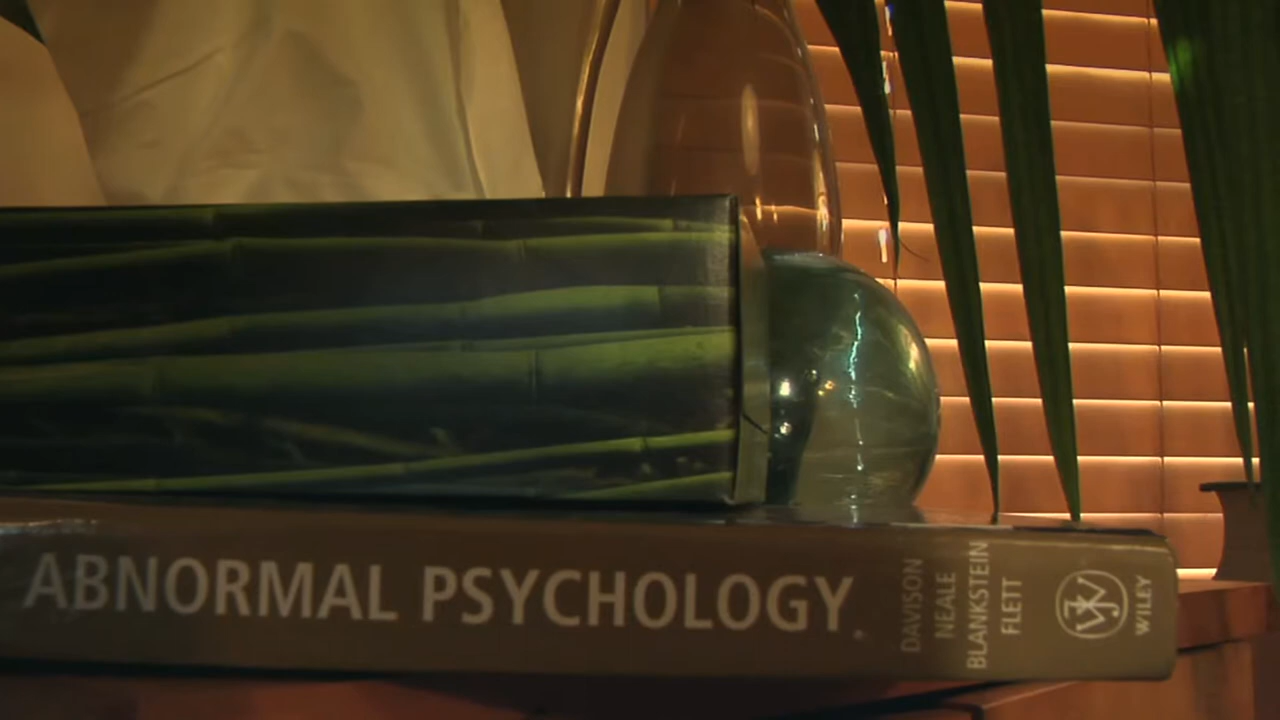 ABNORMAL PSYCHOLOGY
DAVISON
NEALE
BLANKSTEIN
FLETT
WILEY